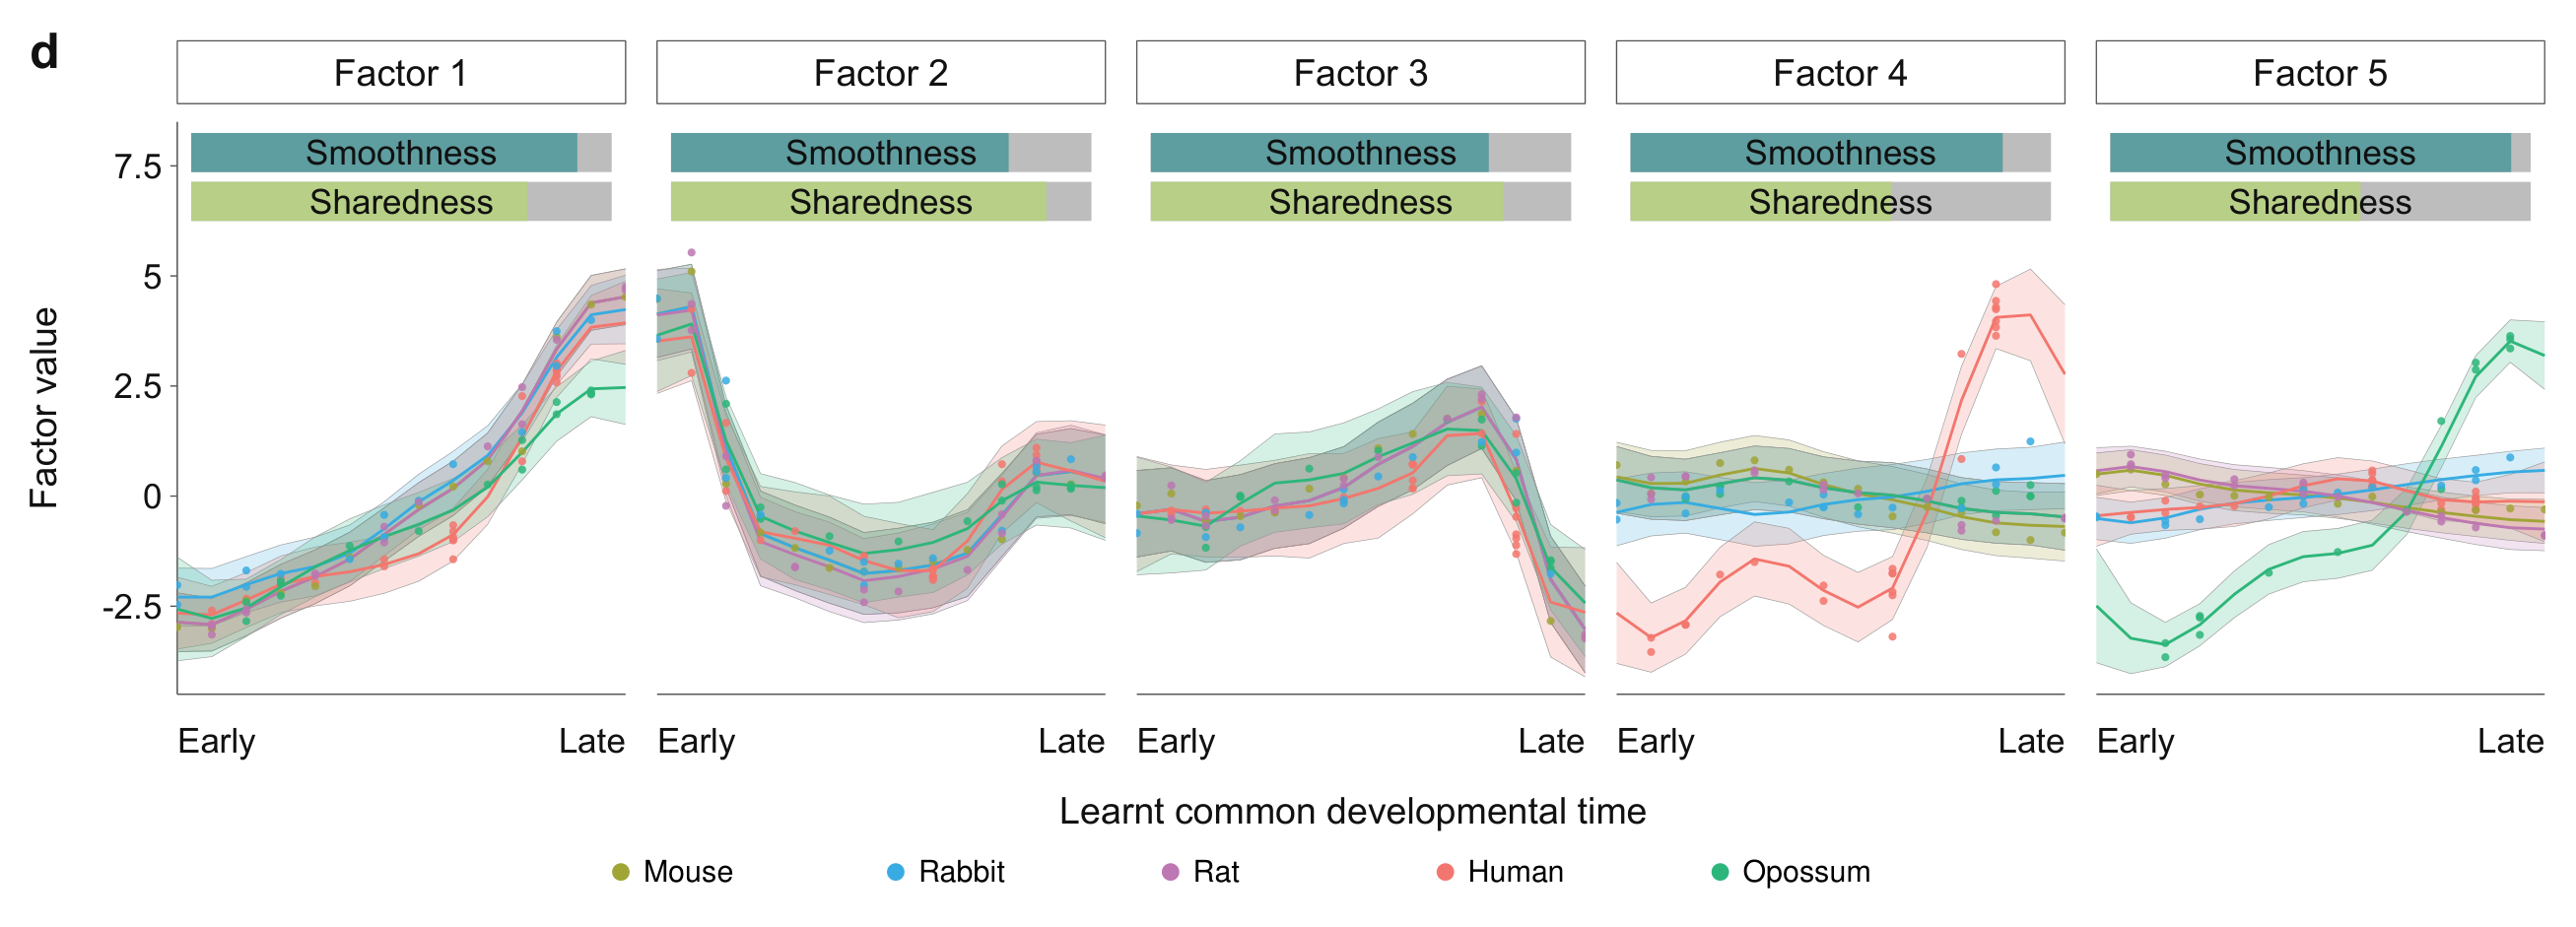 d
Factor 1
Factor 2
Factor 3
Factor 4
Factor 5
Smoothness
Smoothness
Smoothness
Smoothness
Smoothness
Sharedness
Sharedness
Sharedness
Sharedness
Sharedness
7.5
5
2.5
0
-2.5
Factor value
Early Late
Early Late
Early Late
Early Late
Early Late
Learnt common developmental time
Mouse Rabbit Rat Human Opossum